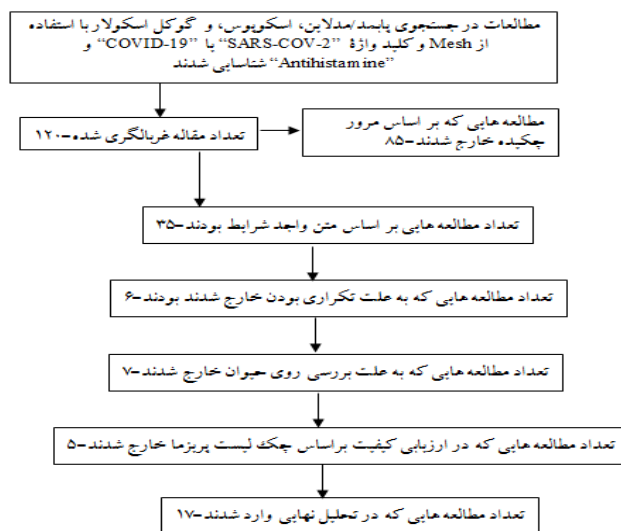 مطالعات در جستجوی پابمد/مدلاین، اسکوپوس، و گوگل اسکولار با استفاده
از Mesh و کلید واژۀ "SARS-COV-2" یا "COVID-19" و
"Antihistamine" شناسایی شدند
تعداد مقاله غربالگری شده-۱۲۰
مطالعه هایی که بر اساس مرور
چکیده خارج شدند-۸۵
تعداد مطالعه هایی بر اساس متن واجد شرایط بودند-۳۵
تعداد مطالعه هایی که به علت تکراری بودن خارج شدند بودند-۶
تعداد مطالعه هایی که به علت بررسی روی حیوان خارج شدند-۷
تعداد مطالعه هایی که در ارزیابی کیفیت براساس چک لیست پریزما خارج شدند-۵
تعداد مطالعه هایی که در تحلیل نهایی وارد شدند-۱۷